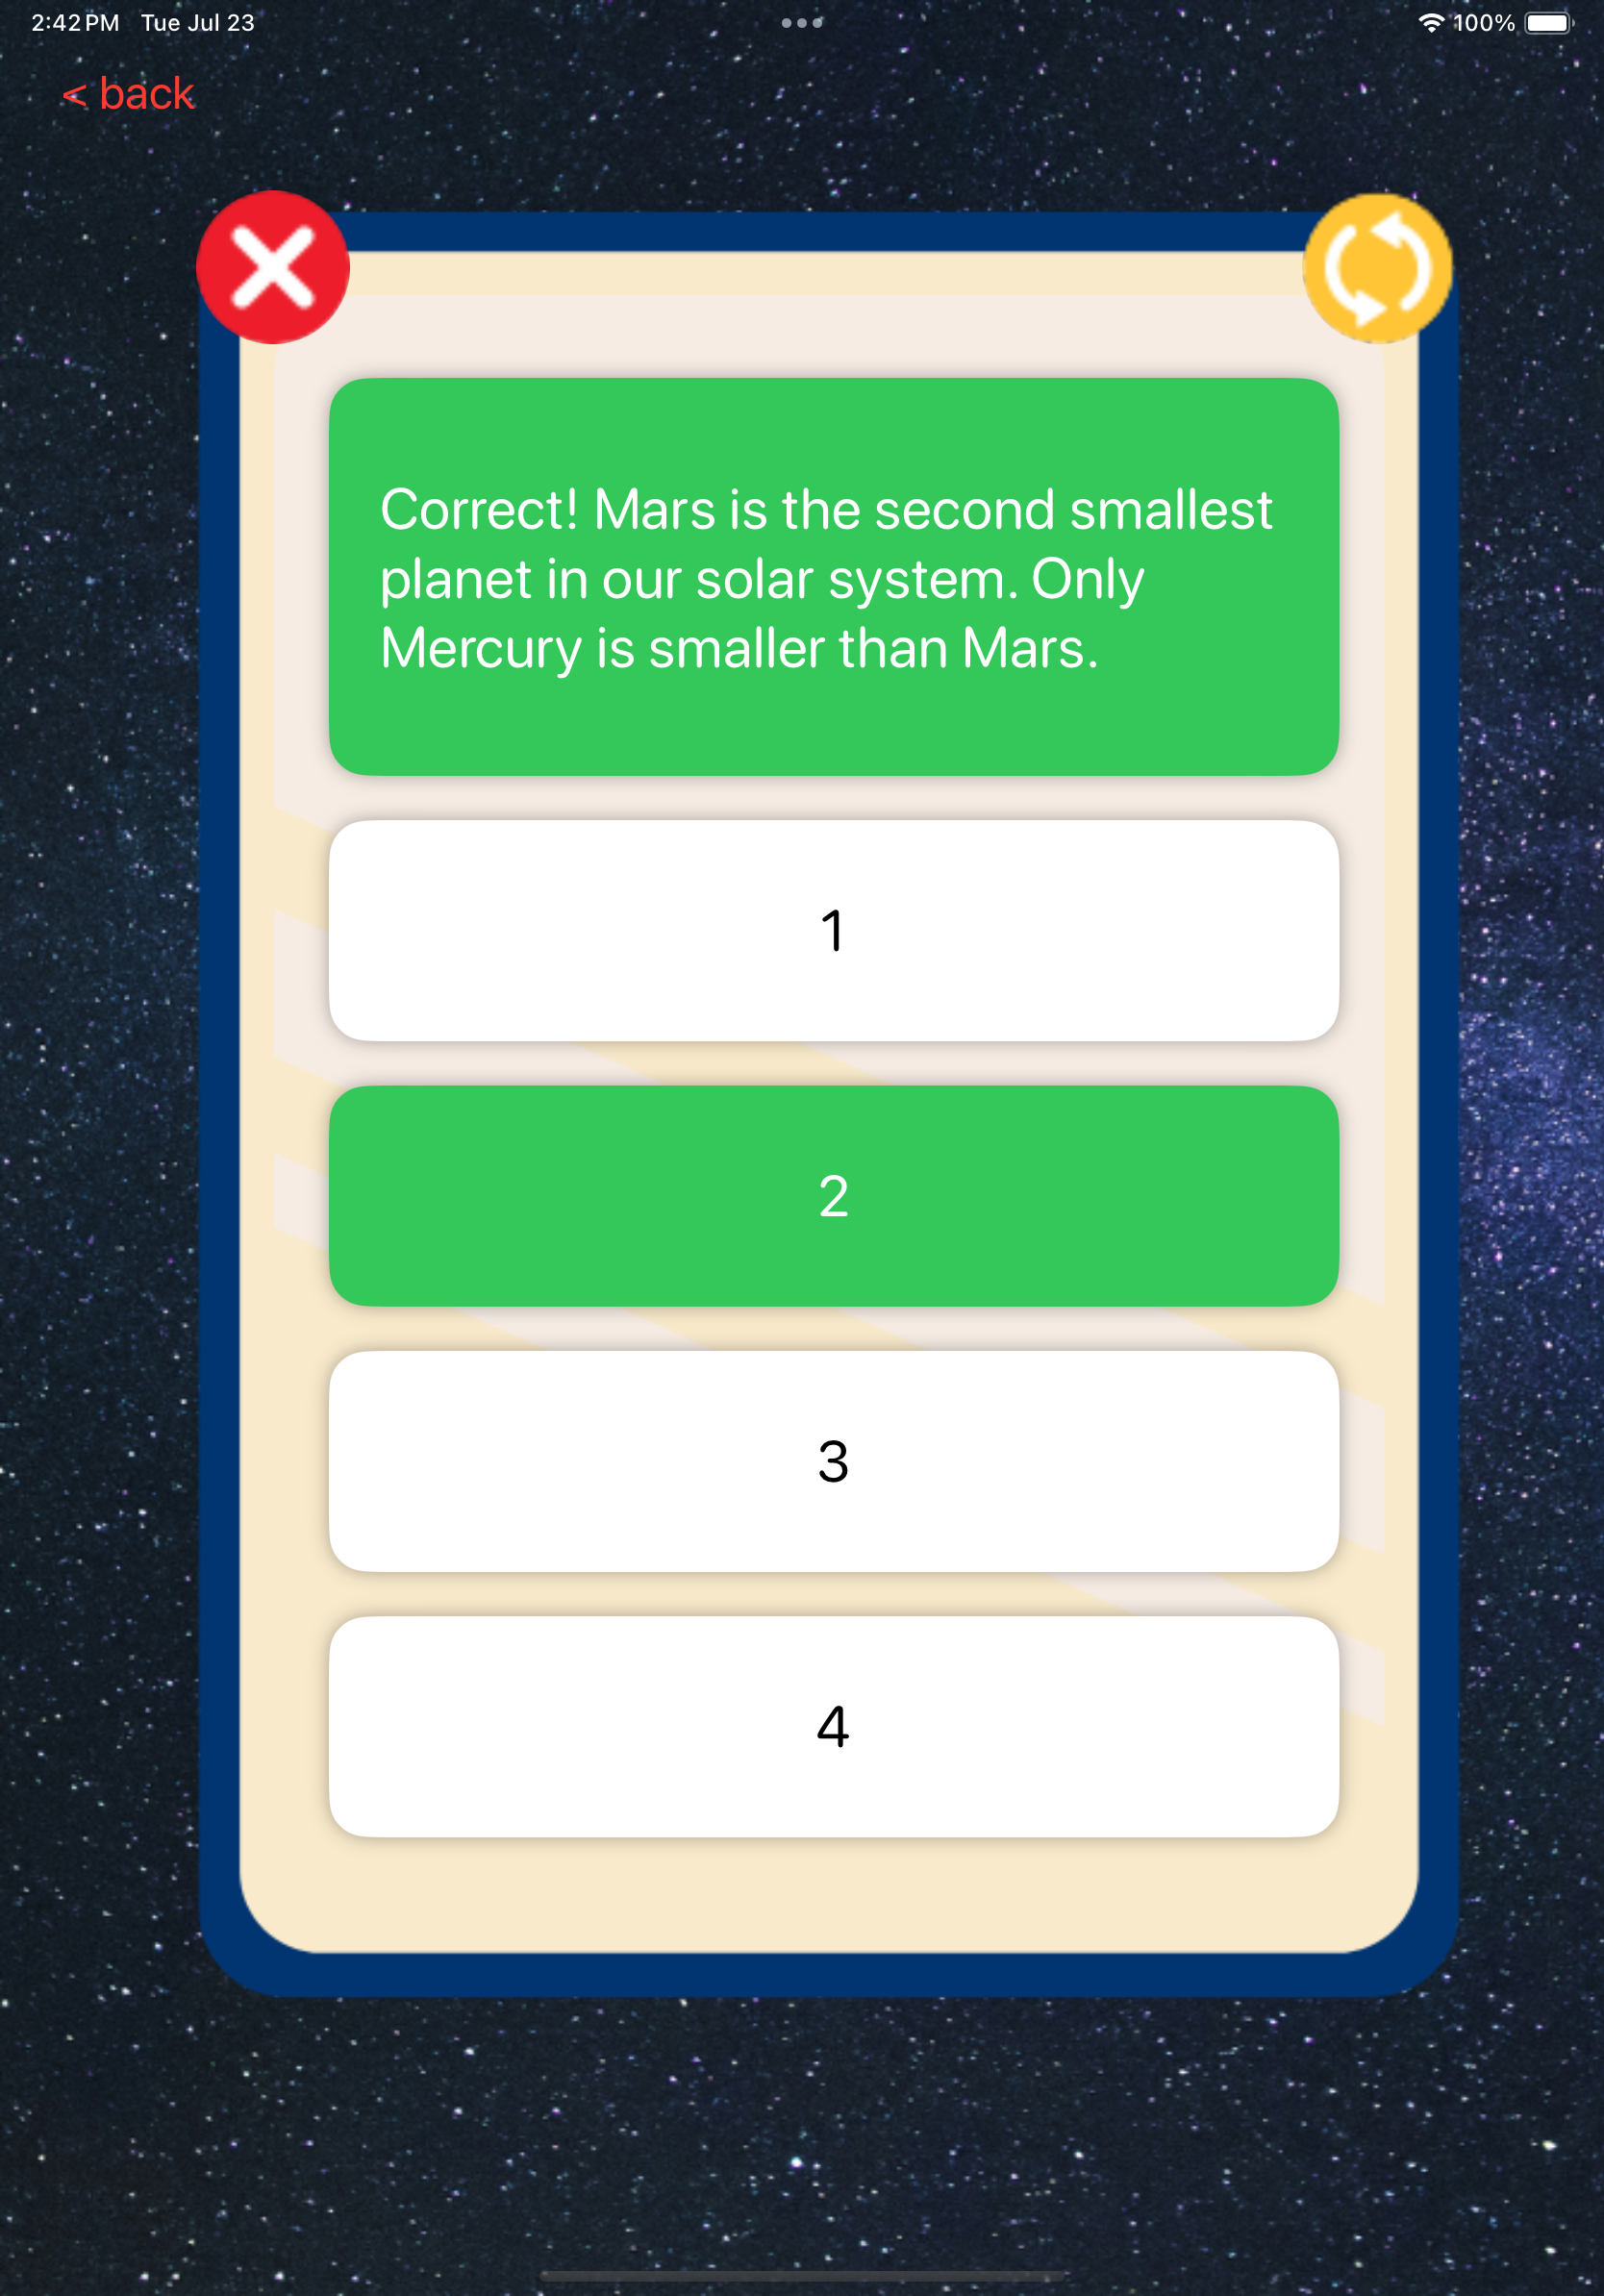 2:42 PM Tue Jul 23 100%
< back
Correct! Mars is the second smallest
planet in our solar system. Only
Mercury is smaller than Mars.
1
2
3
4